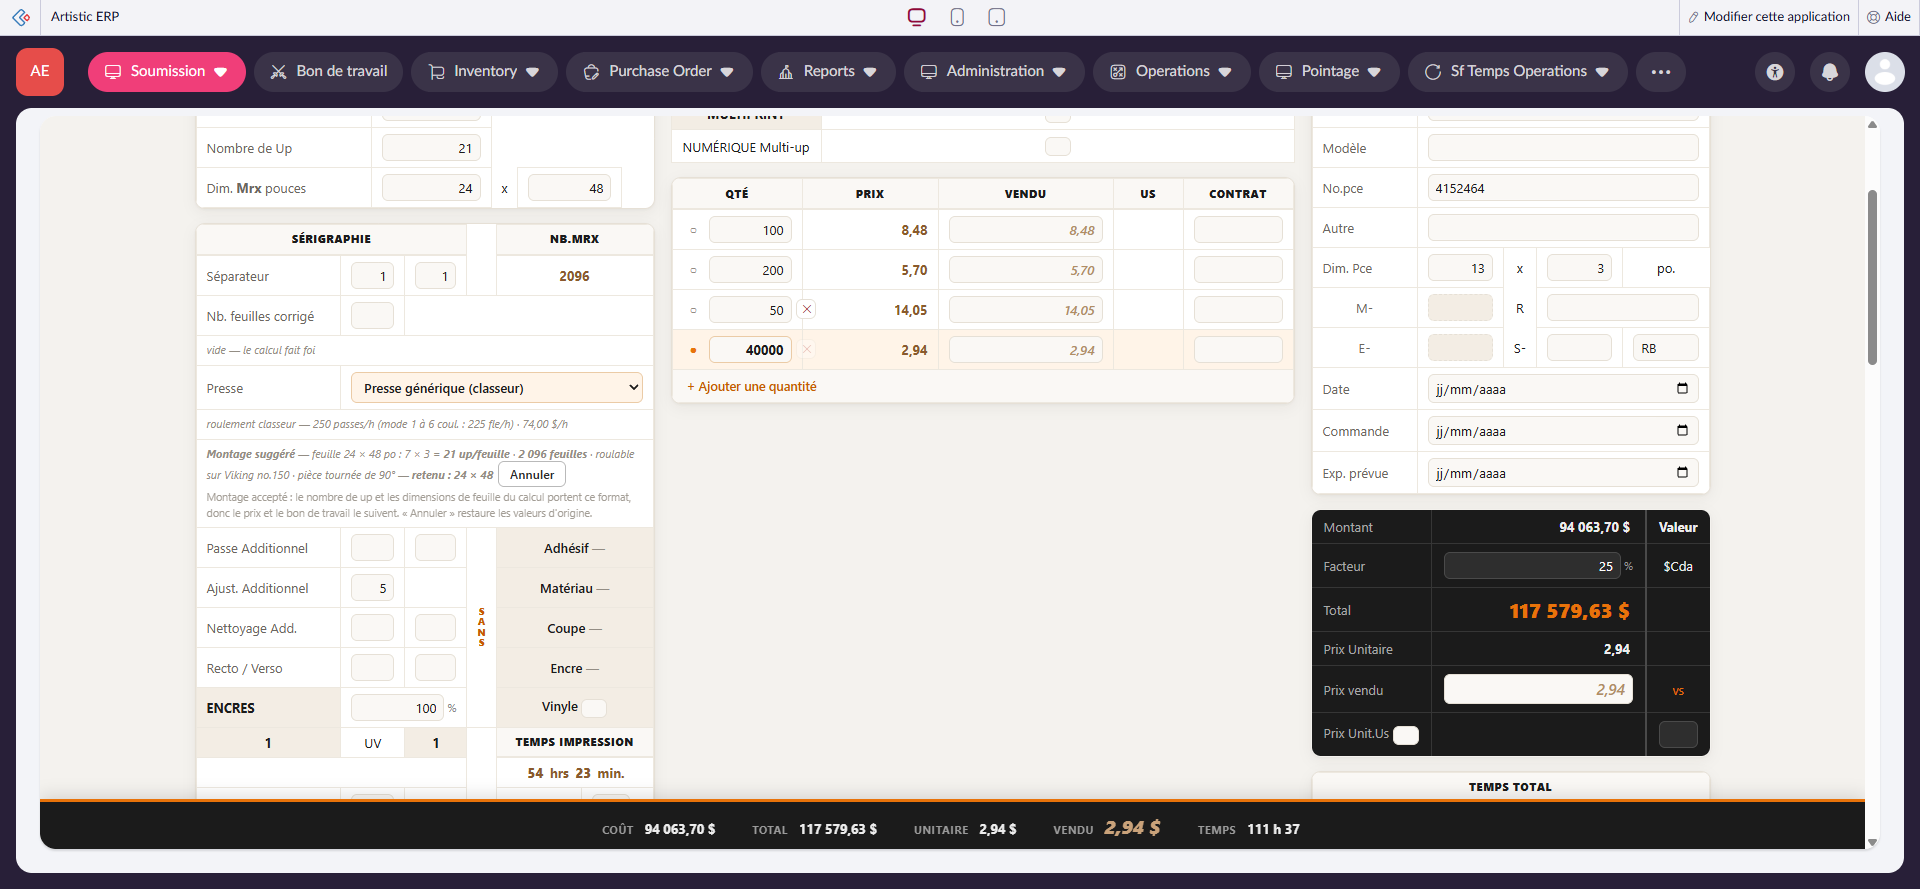 Artistic ERP
Modifier cette application
Aide
AE
Soumission
Bon de travail
Inventory
Purchase Order
Reports
Administration
Operations
Pointage
Sf Temps Operations
Nombre de Up 21
Dim. Mrx pouces 24 x 48
SÉRIGRAPHIE NB.MRX
Séparateur 1 1 2096
Nb. feuilles corrigé
vide — le calcul fait foi
Presse Presse générique (classeur)
roulement classeur — 250 passes/h (mode 1 à 6 coul. : 225 fle/h) · 74,00 $/h
Montage suggéré — feuille 24 × 48 po : 7 × 3 = 21 up/feuille · 2 096 feuilles · roulable
sur Viking no.150 · pièce tournée de 90° — retenu : 24 × 48 Annuler
Montage accepté : le nombre de up et les dimensions de feuille du calcul portent ce format,
donc le prix et le bon de travail le suivent. « Annuler » restaure les valeurs d'origine.
Passe Additionnel
Ajust. Additionnel 5
Nettoyage Add.
Recto / Verso
ENCRES 100 %
1 UV 1
SANS
Adhésif —
Matériau —
Coupe —
Encre —
Vinyle
TEMPS IMPRESSION
54 hrs 23 min.
MULTIPRINT
NUMÉRIQUE Multi-up
QTÉ PRIX VENDU US CONTRAT
100 8,48 8,48
200 5,70 5,70
50 × 14,05 14,05
40000 × 2,94 2,94
+ Ajouter une quantité
Modèle
No.pce 4152464
Autre
Dim. Pce 13 x 3 po.
M- R
E- S- RB
Date jj/mm/aaaa
Commande jj/mm/aaaa
Exp. prévue jj/mm/aaaa
Montant 94 063,70 $ Valeur
Facteur 25 % $Cda
Total 117 579,63 $
Prix Unitaire 2,94
Prix vendu 2,94 vs
Prix Unit.Us
TEMPS TOTAL
COÛT 94 063,70 $ TOTAL 117 579,63 $ UNITAIRE 2,94 $ VENDU 2,94 $ TEMPS 111 h 37